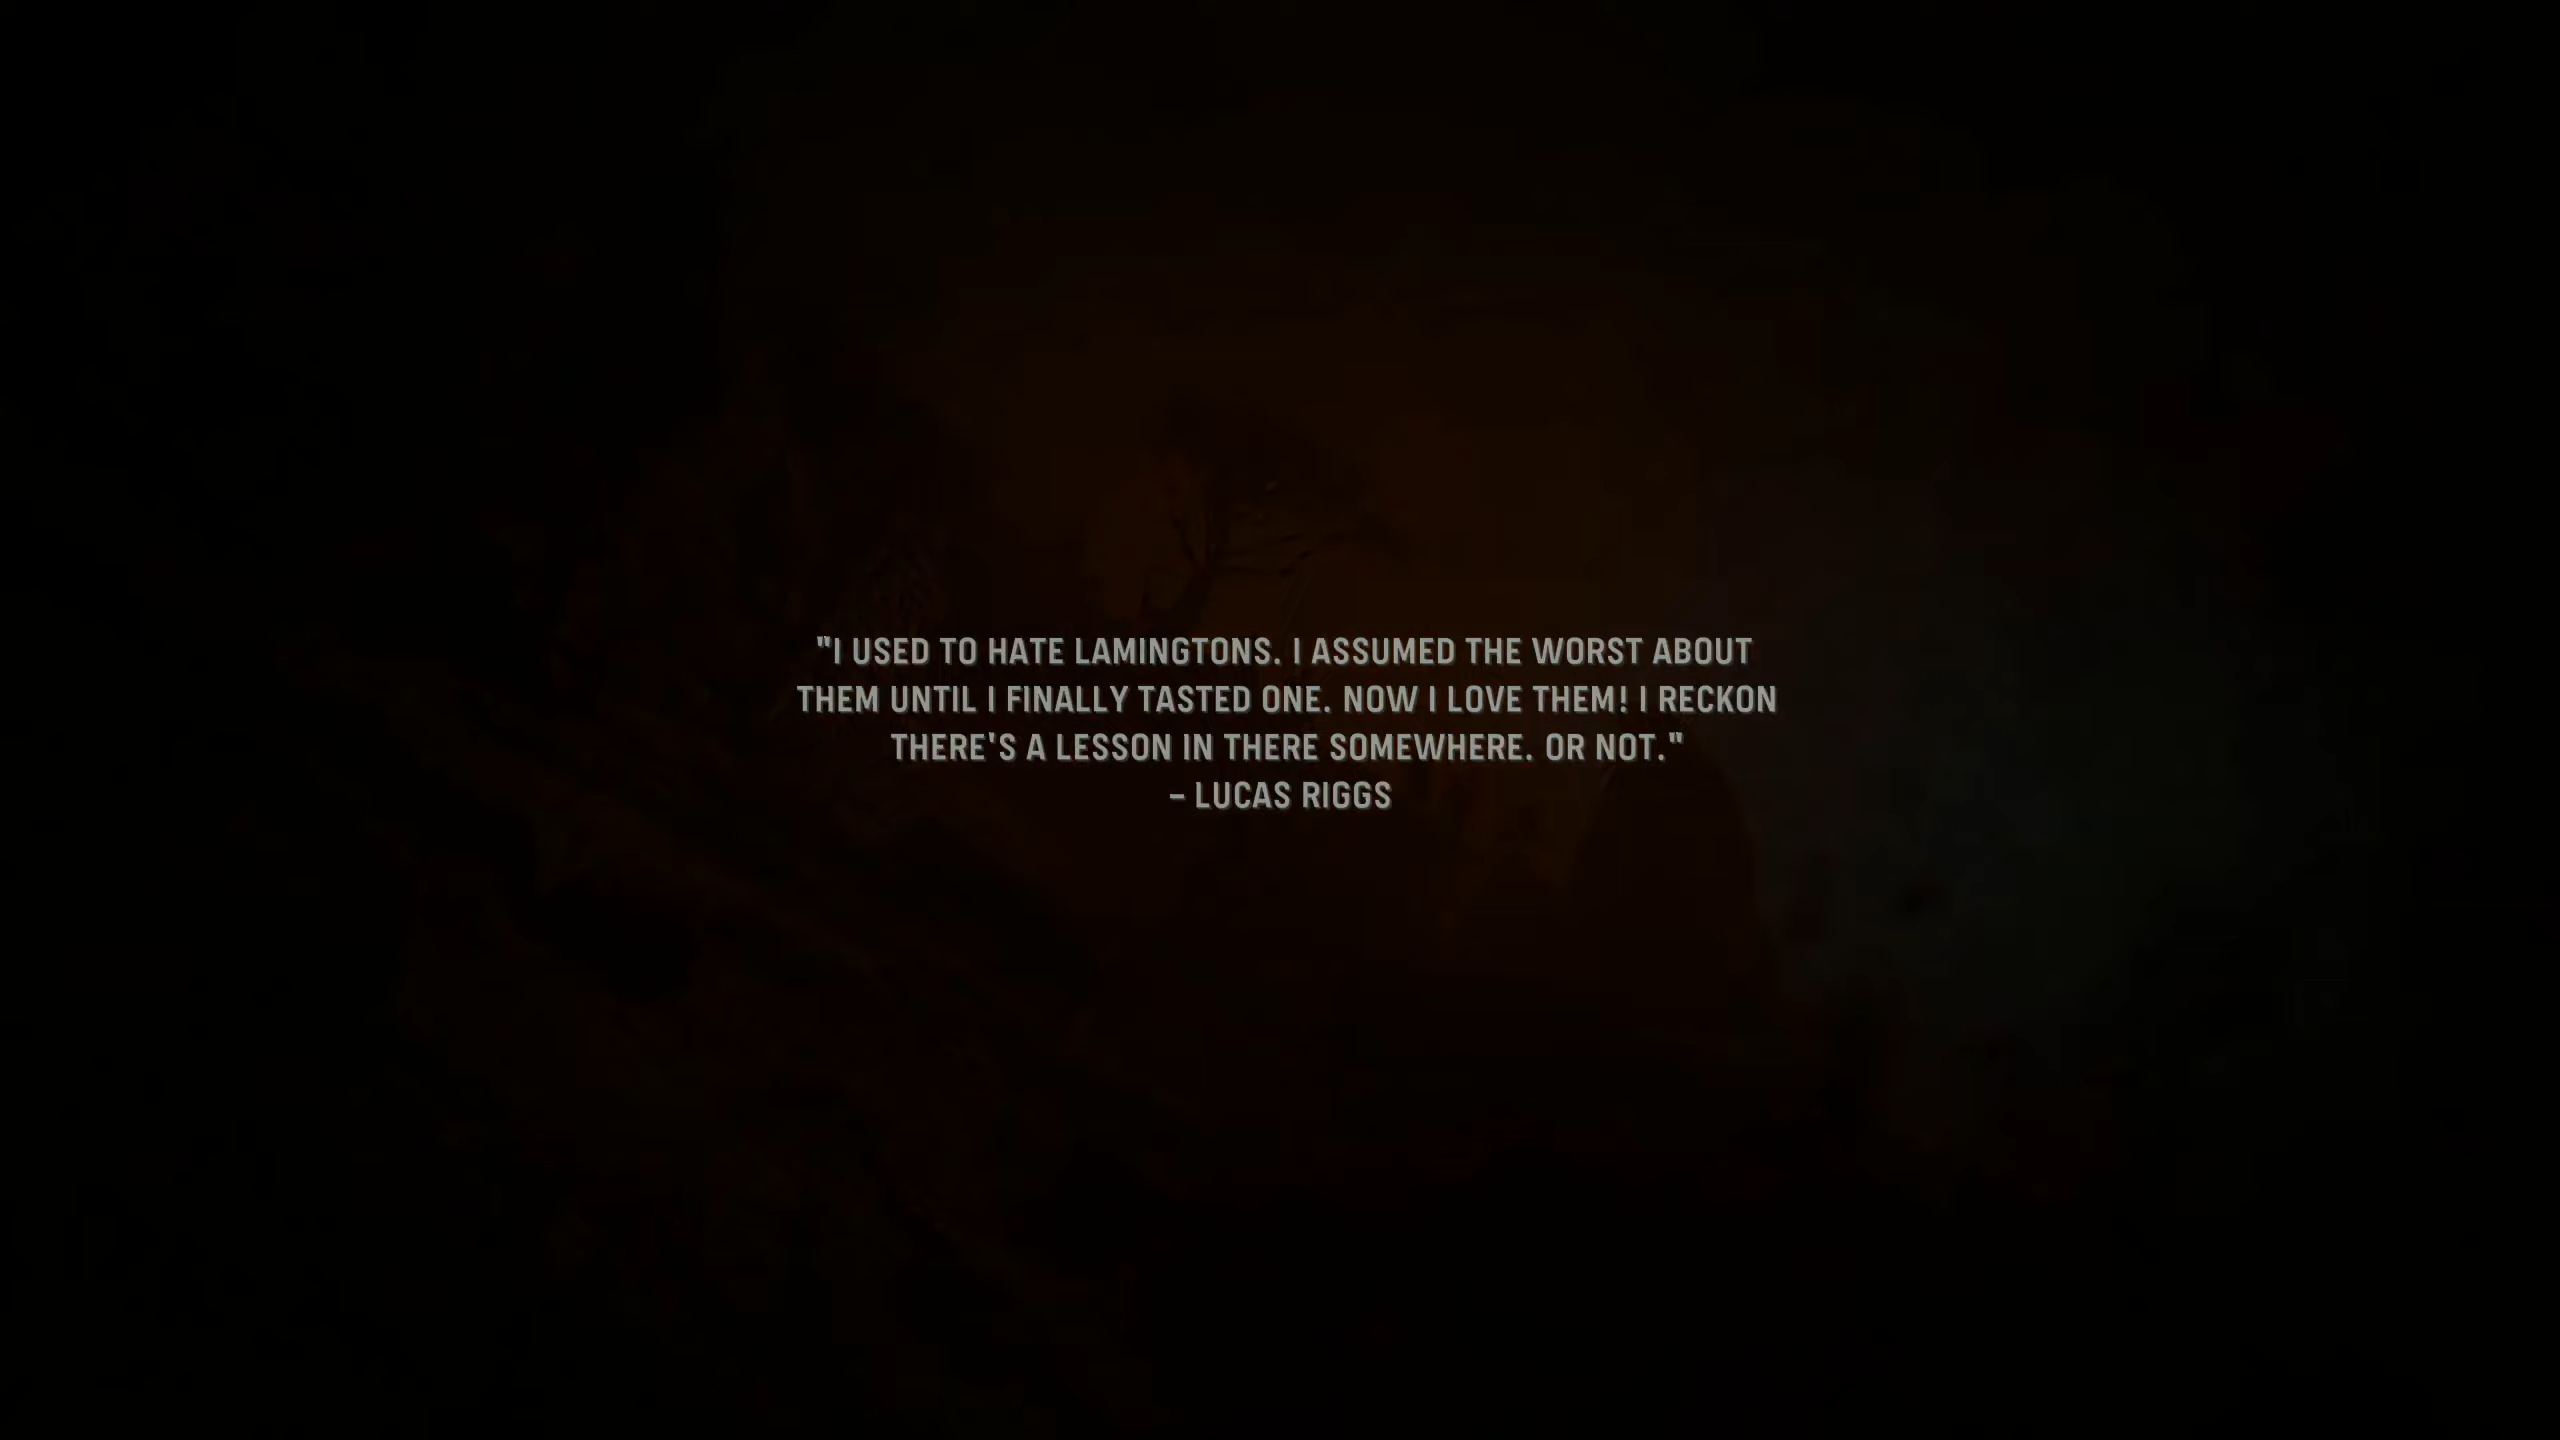 "I USED TO HATE LAMINGTONS. I ASSUMED THE WORST ABOUT
THEM UNTIL I FINALLY TASTED ONE. NOW I LOVE THEM! I RECKON
THERE'S A LESSON IN THERE SOMEWHERE. OR NOT."
– LUCAS RIGGS